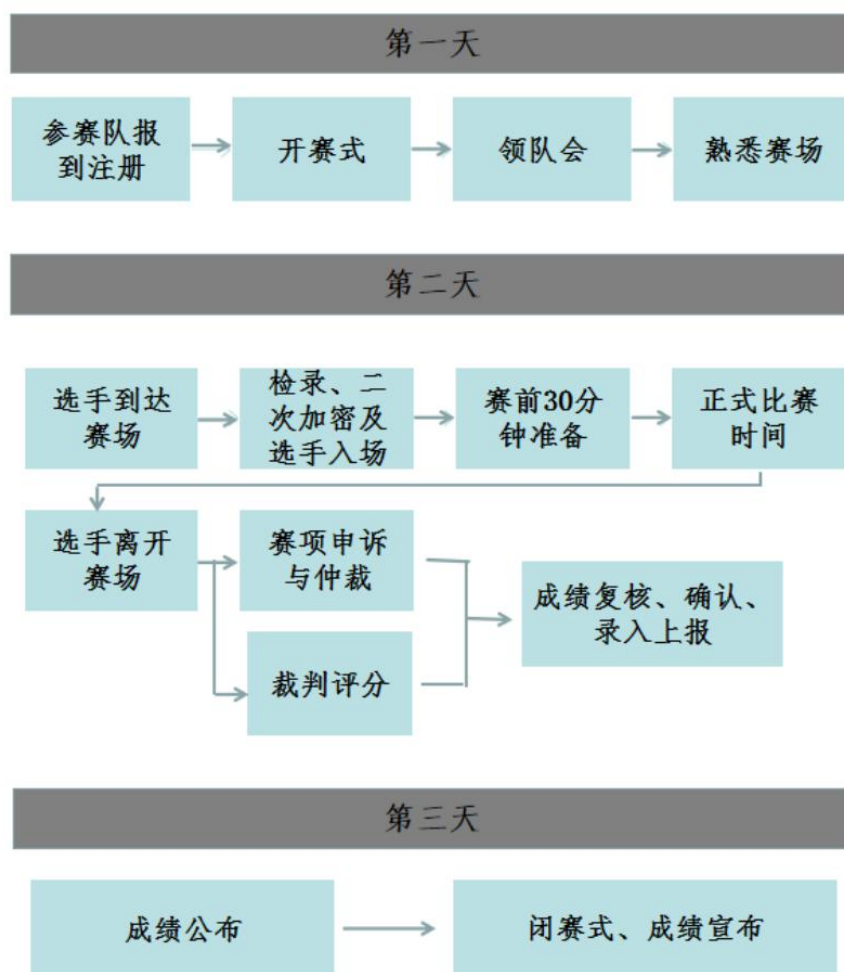 第一天
参赛队报
到注册
开赛式
领队会
熟悉赛场
第二天
选手到达
赛场
检录、二
次加密及
选手入场
赛前30分
钟准备
正式比赛
时间
选手离开
赛场
赛项申诉
与仲裁
裁判评分
成绩复核、确认、
录入上报
第三天
成绩公布
闭赛式、成绩宣布